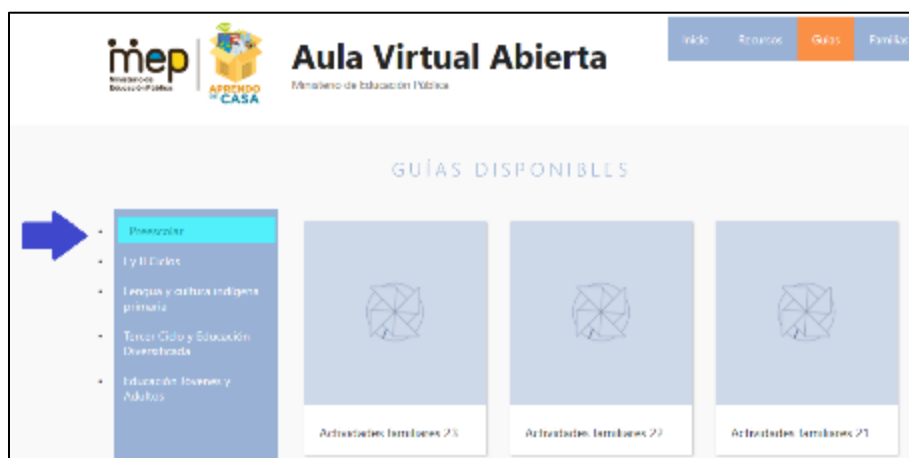 mep
Ministerio de
Educación Pública
APRENDO
EN CASA
Aula Virtual Abierta
Ministerio de Educación Pública
Inicio
Recursos
Guías
Familias
GUÍAS DISPONIBLES
Preescolar
I y II Ciclos
Lengua y cultura indígena
primaria
Tercer Ciclo y Educación
Diversificada
Educación Jóvenes y
Adultos
Actividades familiares 23
Actividades familiares 22
Actividades familiares 21